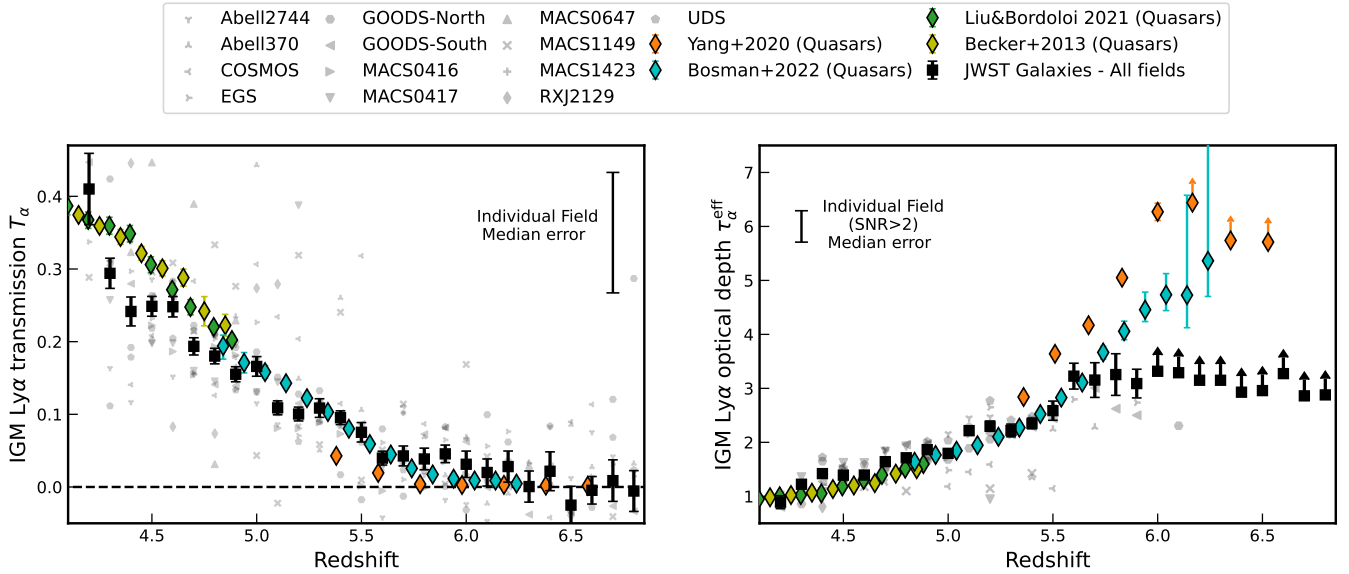 Abell2744
Abell370
COSMOS
EGS
GOODS-North
GOODS-South
MACS0416
MACS0417
MACS0647
MACS1149
MACS1423
RXJ2129
UDS
Yang+2020 (Quasars)
Bosman+2022 (Quasars)
Liu&Bordoloi 2021 (Quasars)
Becker+2013 (Quasars)
JWST Galaxies - All fields
IGM Lyα transmission Tα
0.4
0.3
0.2
0.1
0.0
Individual Field
Median error
4.5 5.0 5.5 6.0 6.5
Redshift
IGM Lyα optical depth τα^eff
7
6
5
4
3
2
1
Individual Field
(SNR>2)
Median error
4.5 5.0 5.5 6.0 6.5
Redshift